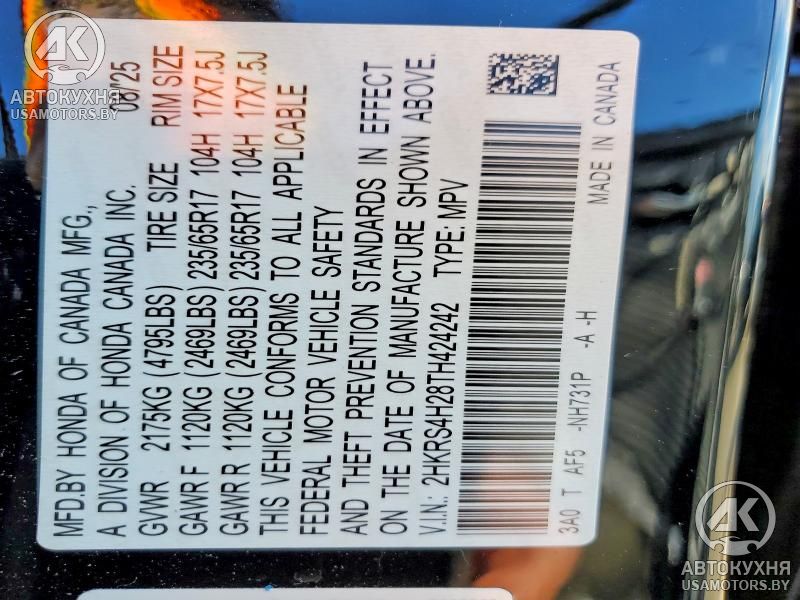 MFD.BY HONDA OF CANADA MFG.,
A DIVISION OF HONDA CANADA INC. 06/25
GVWR 2175KG (4795LBS) TIRE SIZE RIM SIZE
GAWR F 1120KG (2469LBS) 235/65R17 104H 17X7.5J
GAWR R 1120KG (2469LBS) 235/65R17 104H 17X7.5J
THIS VEHICLE CONFORMS TO ALL APPLICABLE
FEDERAL MOTOR VEHICLE SAFETY
AND THEFT PREVENTION STANDARDS IN EFFECT
ON THE DATE OF MANUFACTURE SHOWN ABOVE.
V.I.N.: 2HKRS4H28TH424242 TYPE: MPV
3A0 T AF5 -NH731P -A -H MADE IN CANADA
АК
АВТОКУХНЯ
USAMOTORS.BY
АК
АВТОКУХНЯ
USAMOTORS.BY